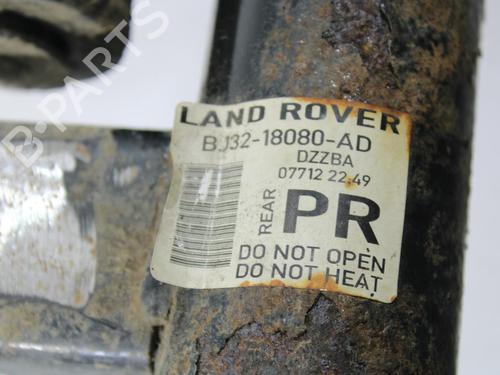 B-PARTS
LAND ROVER
BJ32-18080-AD
DZZBA
07712 22:49
REAR
PR
DO NOT OPEN
DO NOT HEAT